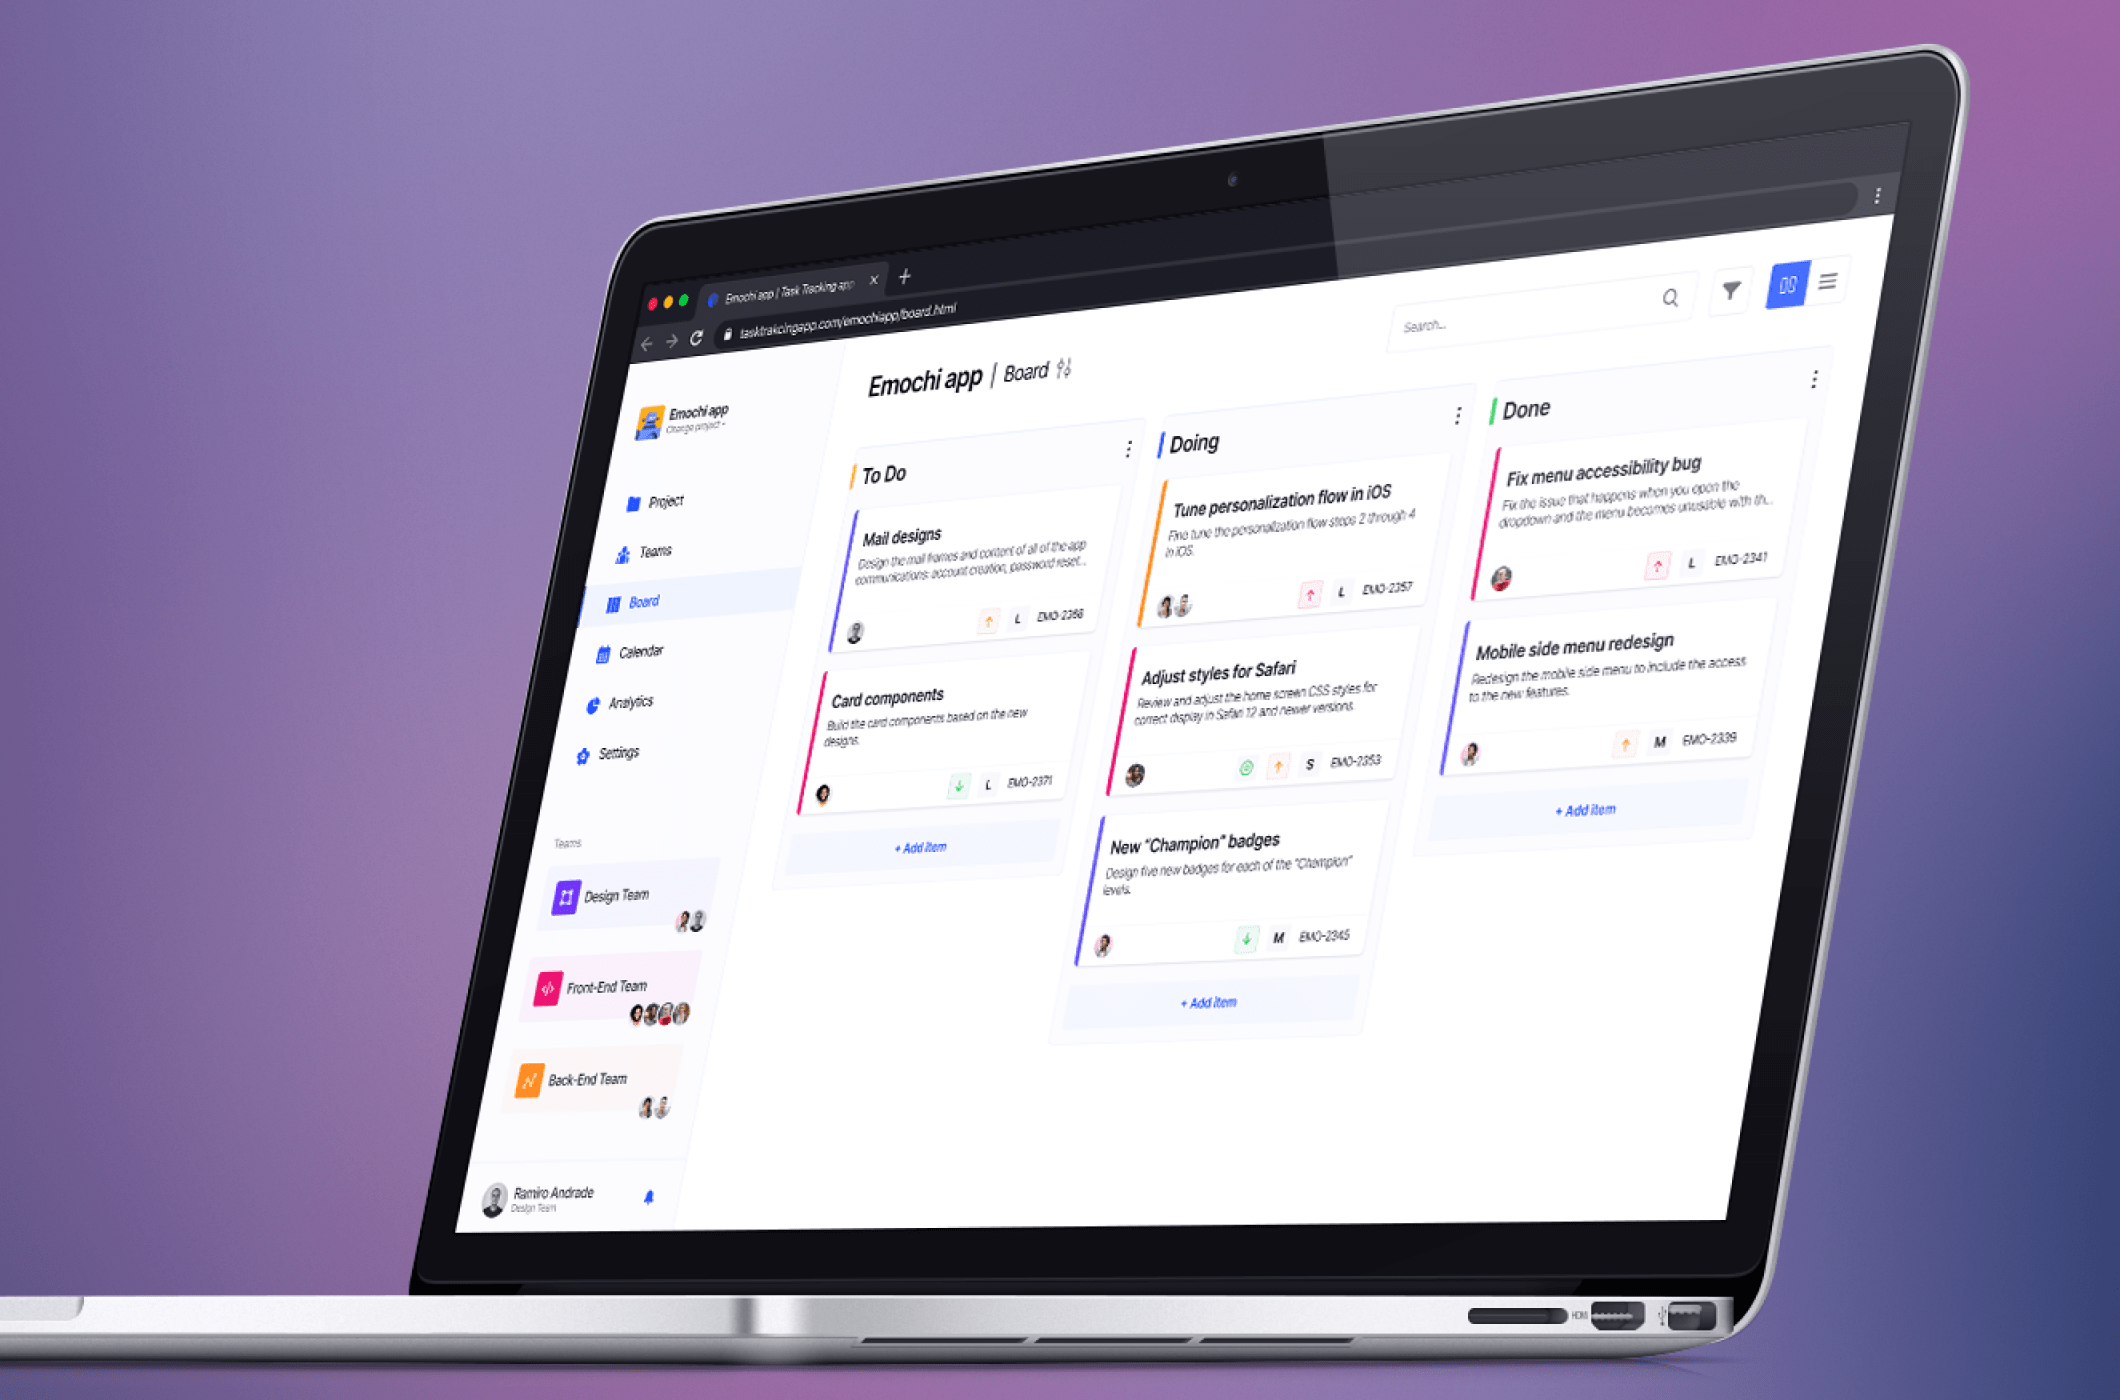 Emochi app | Task Tracking app
tasktrakcingapp.com/emochiapp/board.html
Emochi app
Change project
Project
Teams
Board
Calendar
Analytics
Settings
Teams
Design Team
Front-End Team
Back-End Team
Ramiro Andrade
Design Team
Emochi app | Board
Search...
To Do
Mail designs
Design the mail frames and content of all of the app
communications: account creation, password reset...
L EMO-2368
Card components
Build the card components based on the new
designs.
L EMO-2371
+ Add item
Doing
Tune personalization flow in iOS
Fine tune the personalization flow steps 2 through 4
in iOS.
L EMO-2357
Adjust styles for Safari
Review and adjust the home screen CSS styles for
correct display in Safari 12 and newer versions.
S EMO-2353
New "Champion" badges
Design five new badges for each of the "Champion"
levels.
M EMO-2345
+ Add item
Done
Fix menu accessibility bug
Fix the issue that happens when you open the
dropdown and the menu becomes unusable with th...
L EMO-2341
Mobile side menu redesign
Redesign the mobile side menu to include the access
to the new features.
M EMO-2339
+ Add item
HDMI